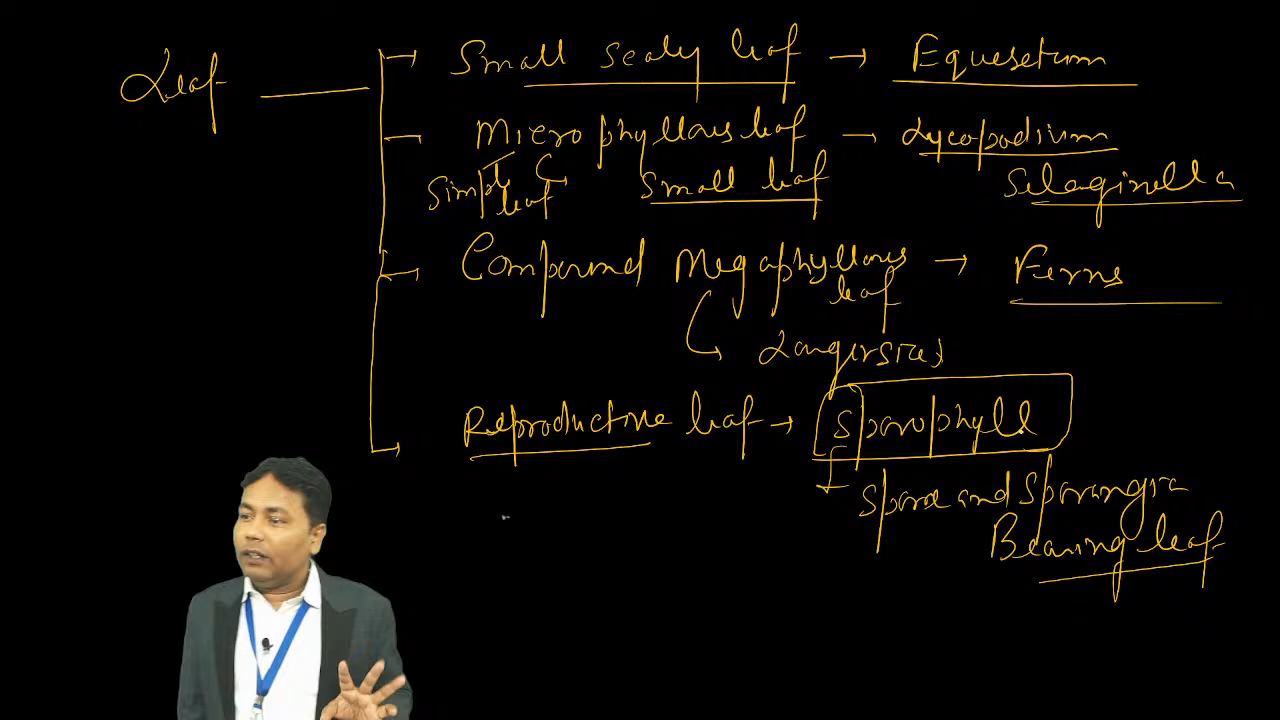 Leaf
Small scaly leaf → Equesetum
Microphyllous leaf → Lycopodium
Simple leaf
Small leaf
Selaginella
Compound Megaphyllous leaf → Ferns
Larger size)
Reproductive leaf → Sporophyll
Spore and Sporangia
Bearing leaf